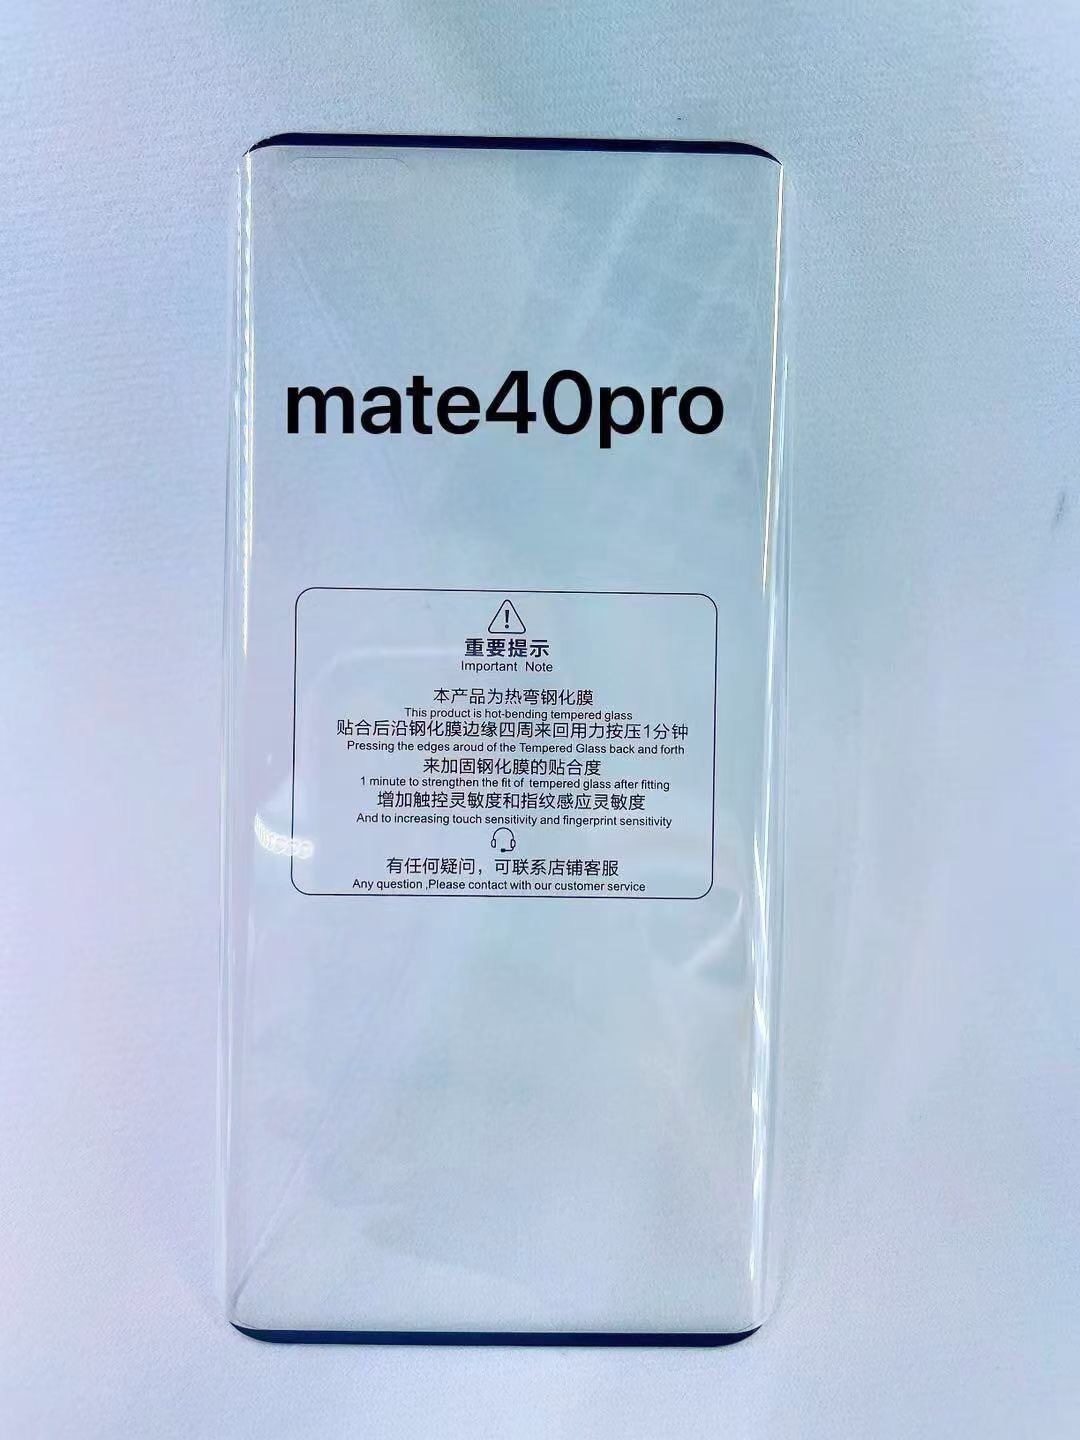 mate40pro
重要提示
Important Note
本产品为热弯钢化膜
This product is hot-bending tempered glass
贴合后沿钢化膜边缘四周来回用力按压1分钟
Pressing the edges aroud of the Tempered Glass back and forth
来加固钢化膜的贴合度
1 minute to strengthen the fit of tempered glass after fitting
增加触控灵敏度和指纹感应灵敏度
And to increasing touch sensitivity and fingerprint sensitivity
有任何疑问，可联系店铺客服
Any question ,Please contact with our customer service